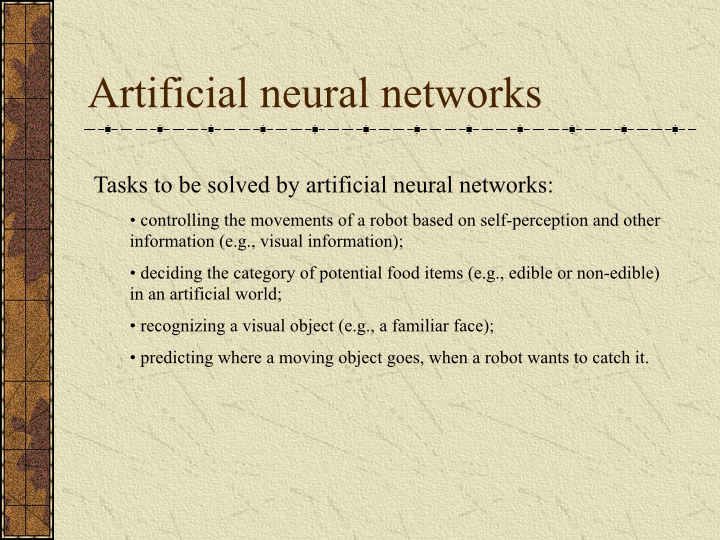 Artificial neural networks
Tasks to be solved by artificial neural networks:
• controlling the movements of a robot based on self-perception and other
information (e.g., visual information);
• deciding the category of potential food items (e.g., edible or non-edible)
in an artificial world;
• recognizing a visual object (e.g., a familiar face);
• predicting where a moving object goes, when a robot wants to catch it.